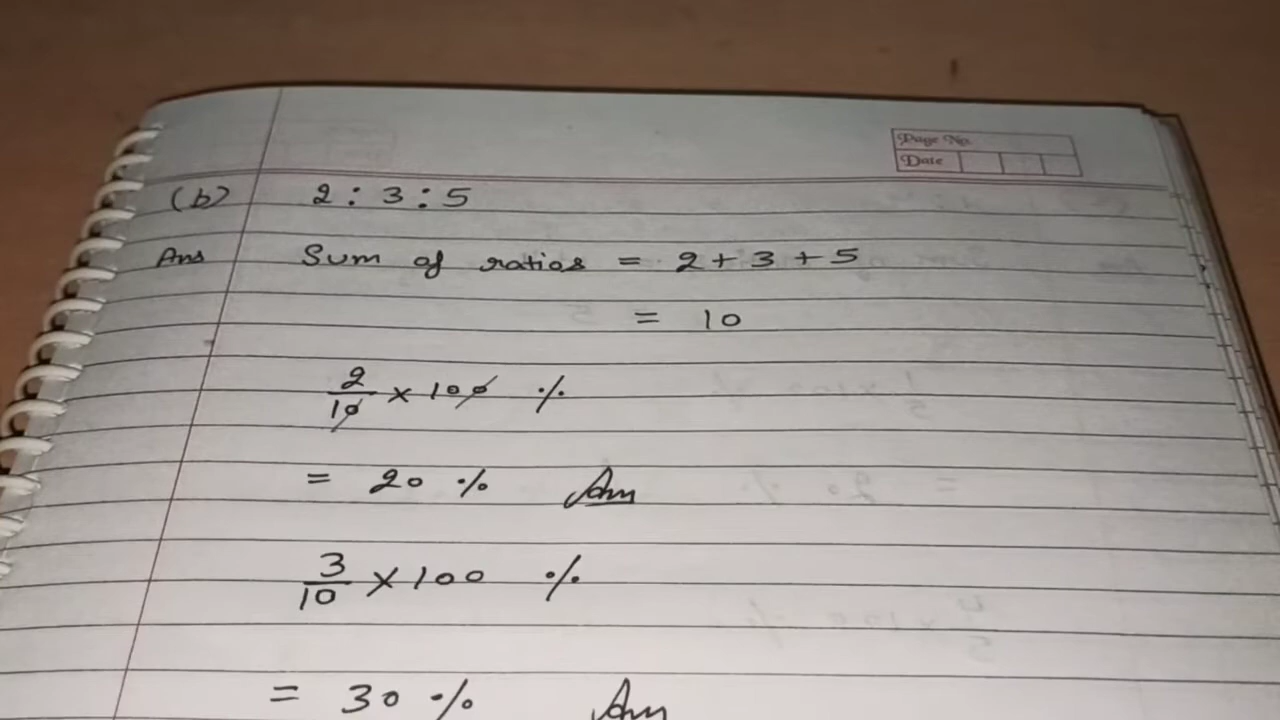 Page No.
Date
(b) 2 : 3 : 5
Ans Sum of ratios = 2 + 3 + 5
= 10
2/10 × 100 %
= 20 % Ans
3/10 × 100 %
= 30 % Ans